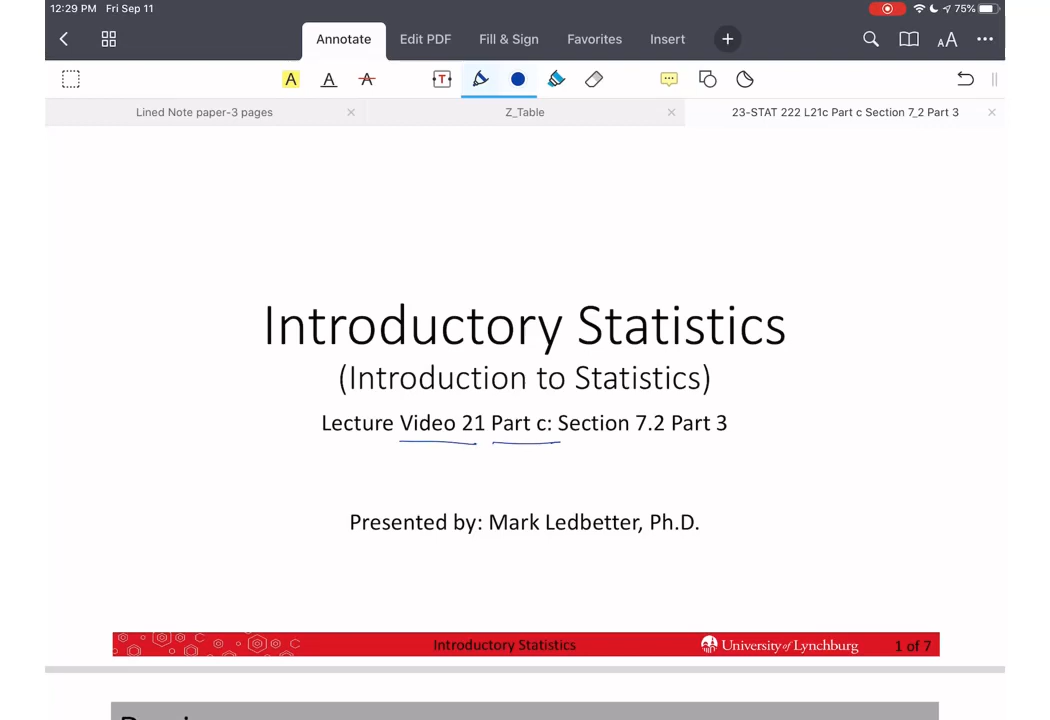 12:29 PM Fri Sep 11 75%
Annotate Edit PDF Fill & Sign Favorites Insert
AA
A A A T
Lined Note paper-3 pages Z_Table 23-STAT 222 L21c Part c Section 7_2 Part 3
Introductory Statistics
(Introduction to Statistics)
Lecture Video 21 Part c: Section 7.2 Part 3
Presented by: Mark Ledbetter, Ph.D.
Introductory Statistics University of Lynchburg 1 of 7